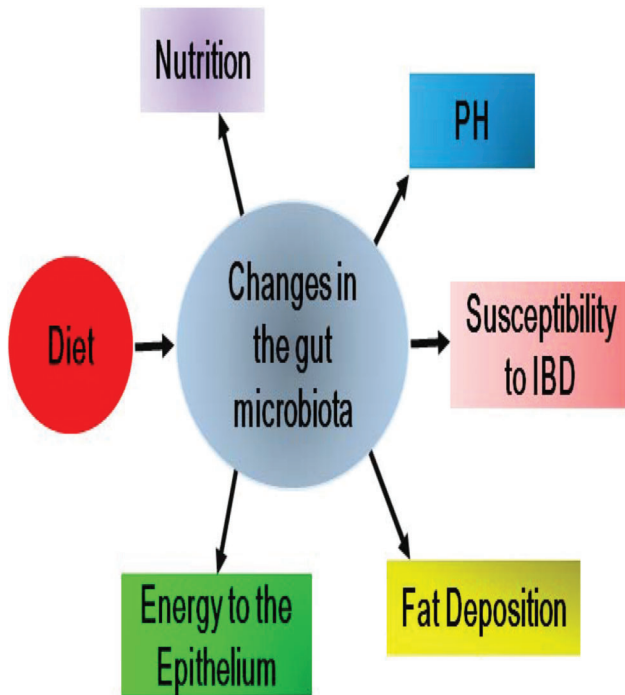 Nutrition
PH
Diet
Changes in
the gut
microbiota
Susceptibility
to IBD
Energy to the
Epithelium
Fat Deposition